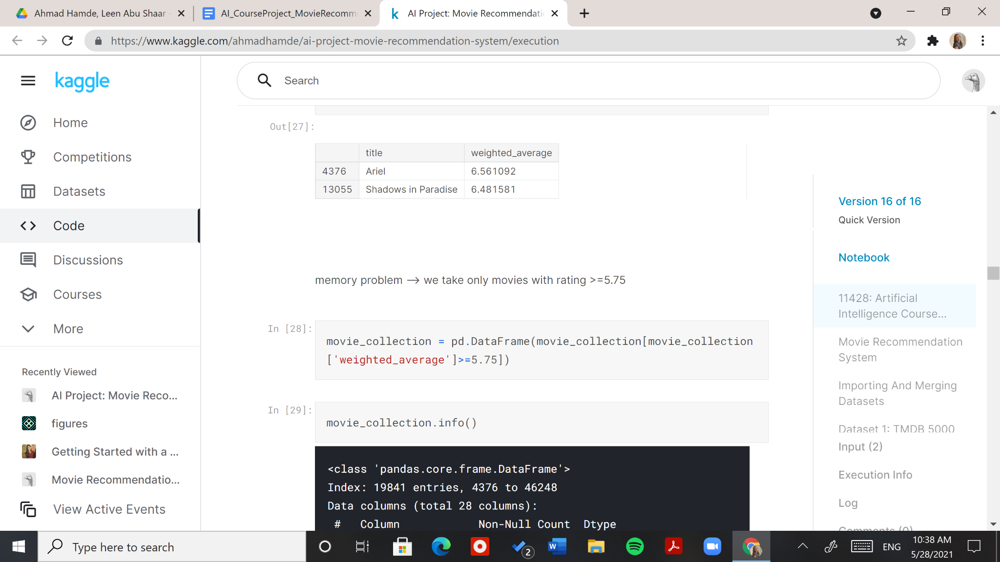 Ahmad Hamde, Leen Abu Shaar -
AI_CourseProject_MovieRecomm
AI Project: Movie Recommendati
https://www.kaggle.com/ahmadhamde/ai-project-movie-recommendation-system/execution
kaggle
Search
Home
Competitions
Datasets
Code
Discussions
Courses
More
Recently Viewed
AI Project: Movie Reco...
figures
Getting Started with a ...
Movie Recommendatio...
View Active Events
Out[27]:
title weighted_average
4376 Ariel 6.561092
13055 Shadows in Paradise 6.481581
memory problem --> we take only movies with rating >=5.75
In [28]:
movie_collection = pd.DataFrame(movie_collection[movie_collection
['weighted_average']>=5.75])
In [29]:
movie_collection.info()
<class 'pandas.core.frame.DataFrame'>
Index: 19841 entries, 4376 to 46248
Data columns (total 28 columns):
# Column Non-Null Count Dtype
Version 16 of 16
Quick Version
Notebook
11428: Artificial
Intelligence Course...
Movie Recommendation
System
Importing And Merging
Datasets
Dataset 1: TMDB 5000
Input (2)
Execution Info
Log
Comments (0)
Type here to search
2
ENG
10:38 AM
5/28/2021